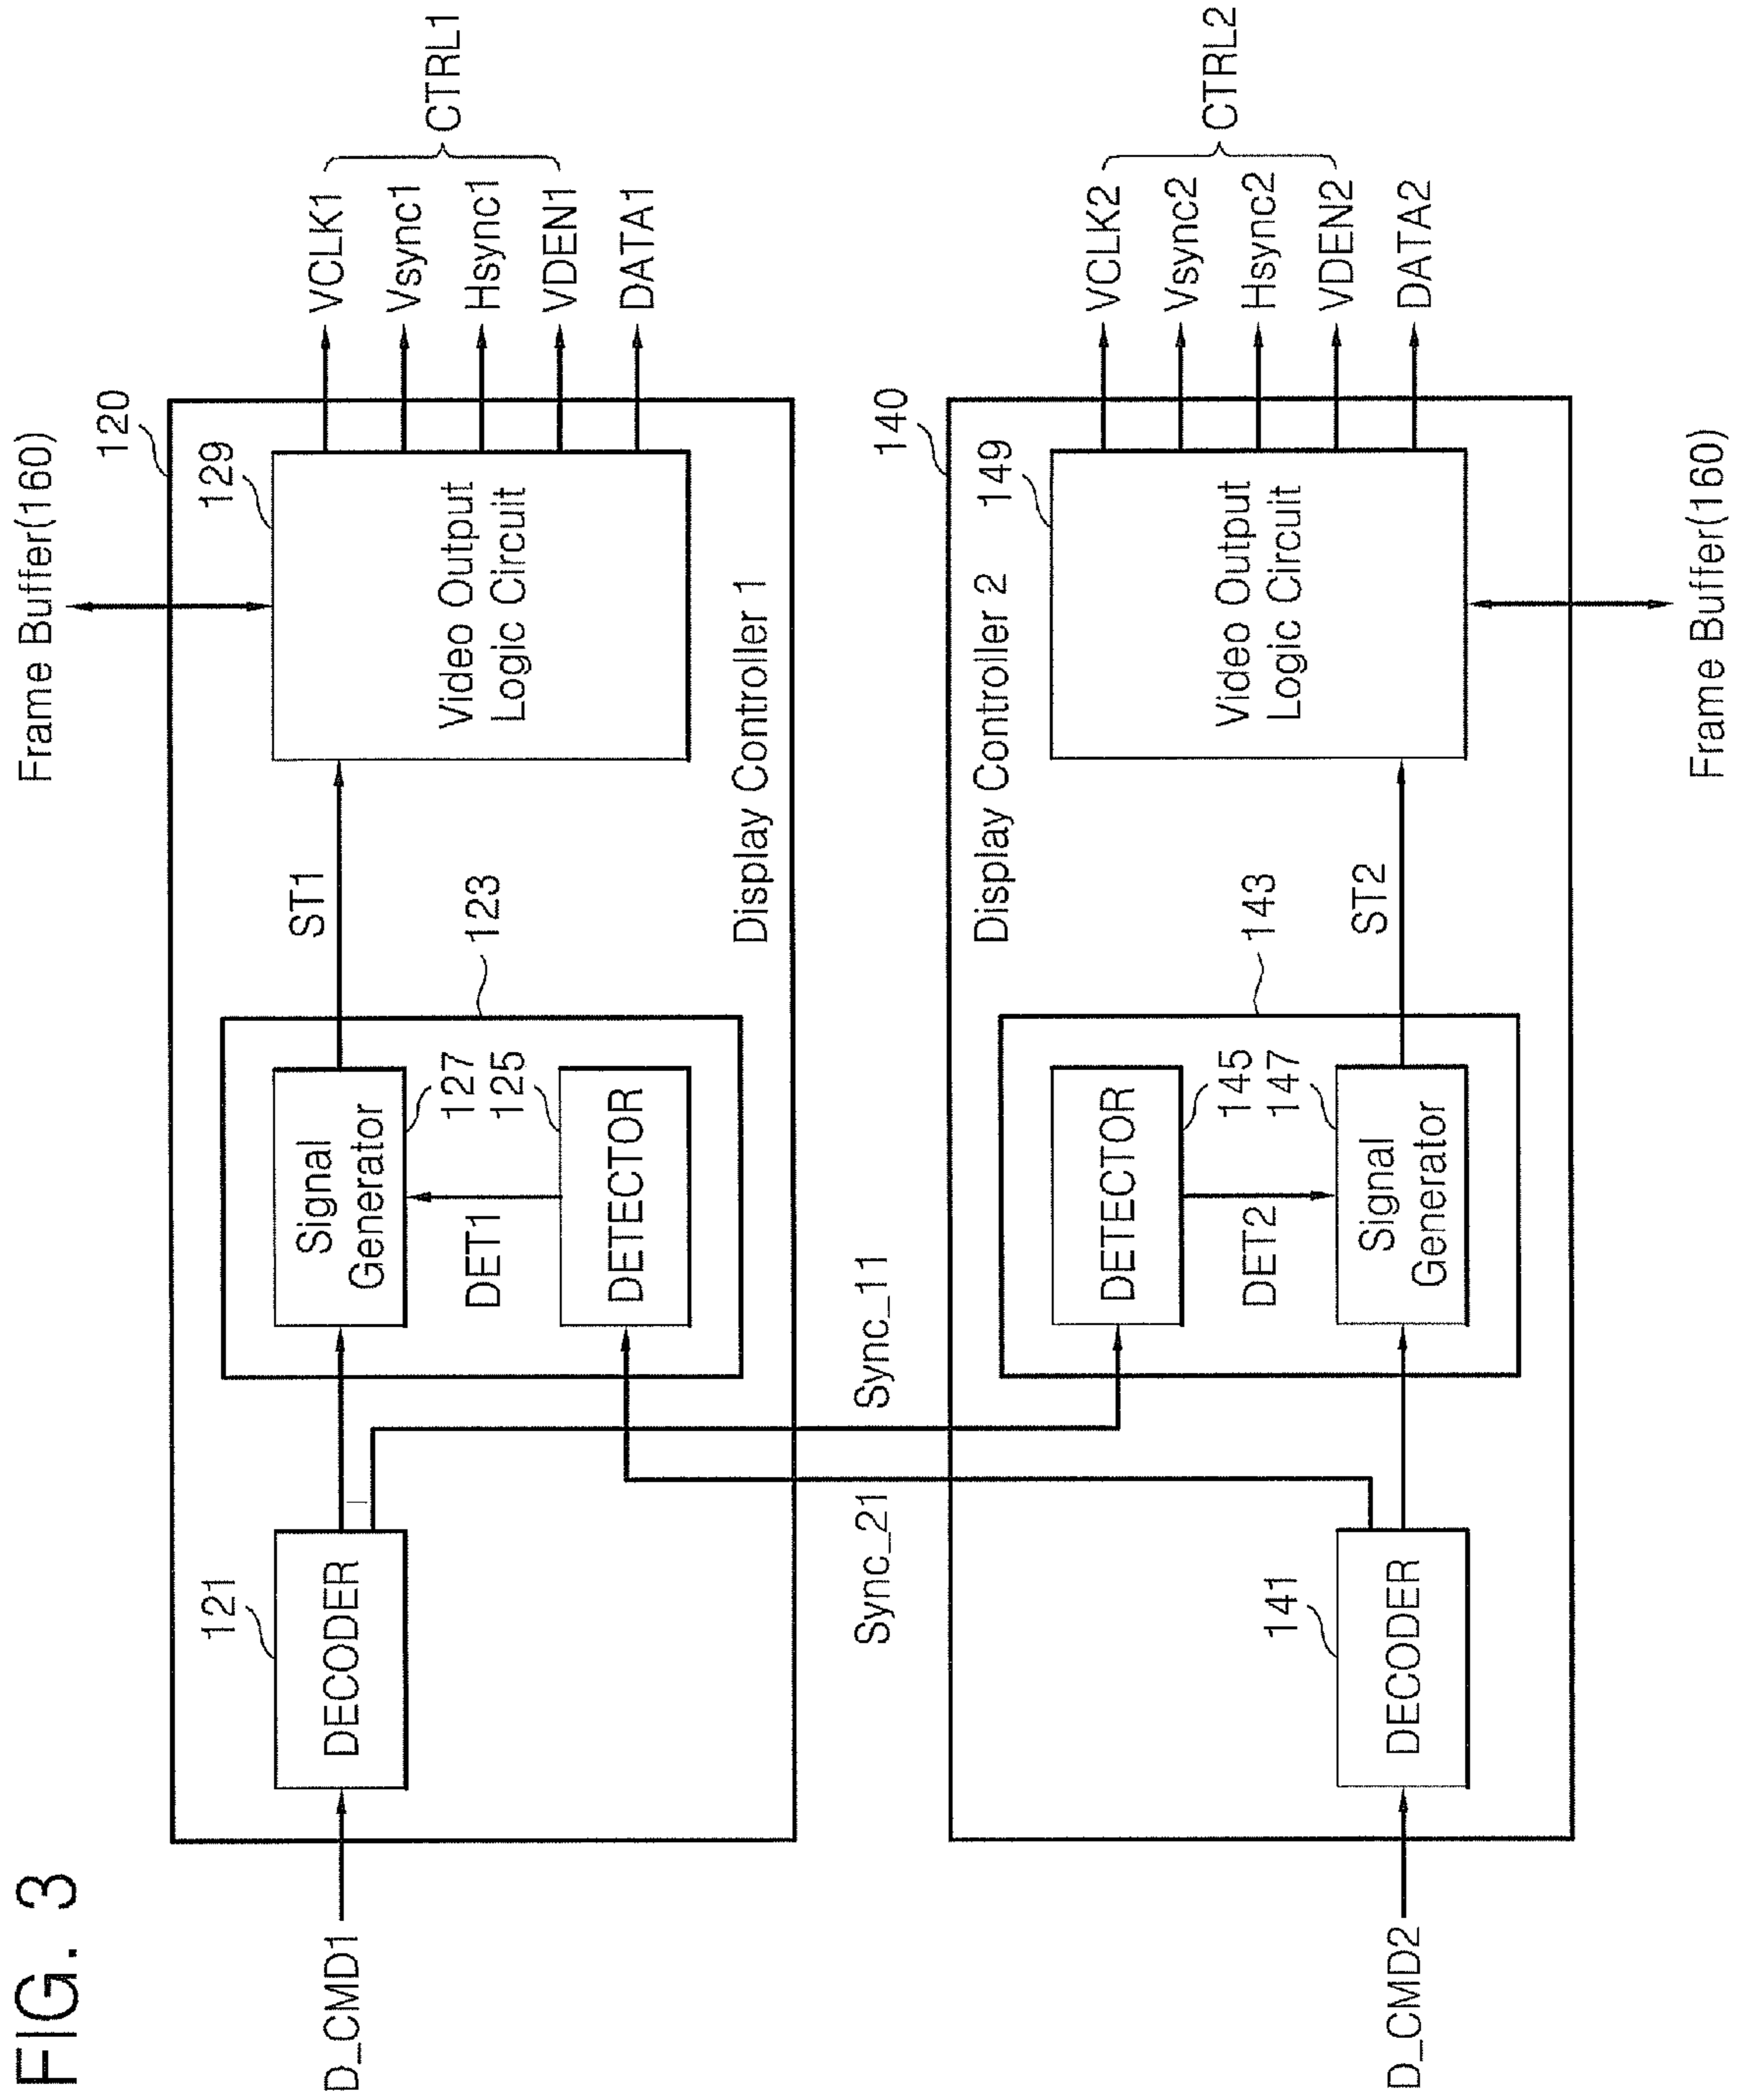 FIG. 3
Frame Buffer(160)
120
129
VCLK1
Vsync1
Hsync1
VDEN1
DATA1
CTRL1
121
D_CMD1
DECODER
Signal
Generator
127
125
DET1
DETECTOR
123
ST1
Video Output
Logic Circuit
Display Controller 1
Sync_21
Sync_11
140
149
Display Controller 2
VCLK2
Vsync2
Hsync2
VDEN2
DATA2
CTRL2
DETECTOR
145
147
DET2
143
Video Output
Logic Circuit
141
D_CMD2
DECODER
Signal
Generator
ST2
Frame Buffer(160)